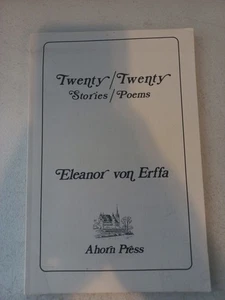 Twenty/Twenty
Stories/Poems
Eleanor von Erffa
Ahorn Press